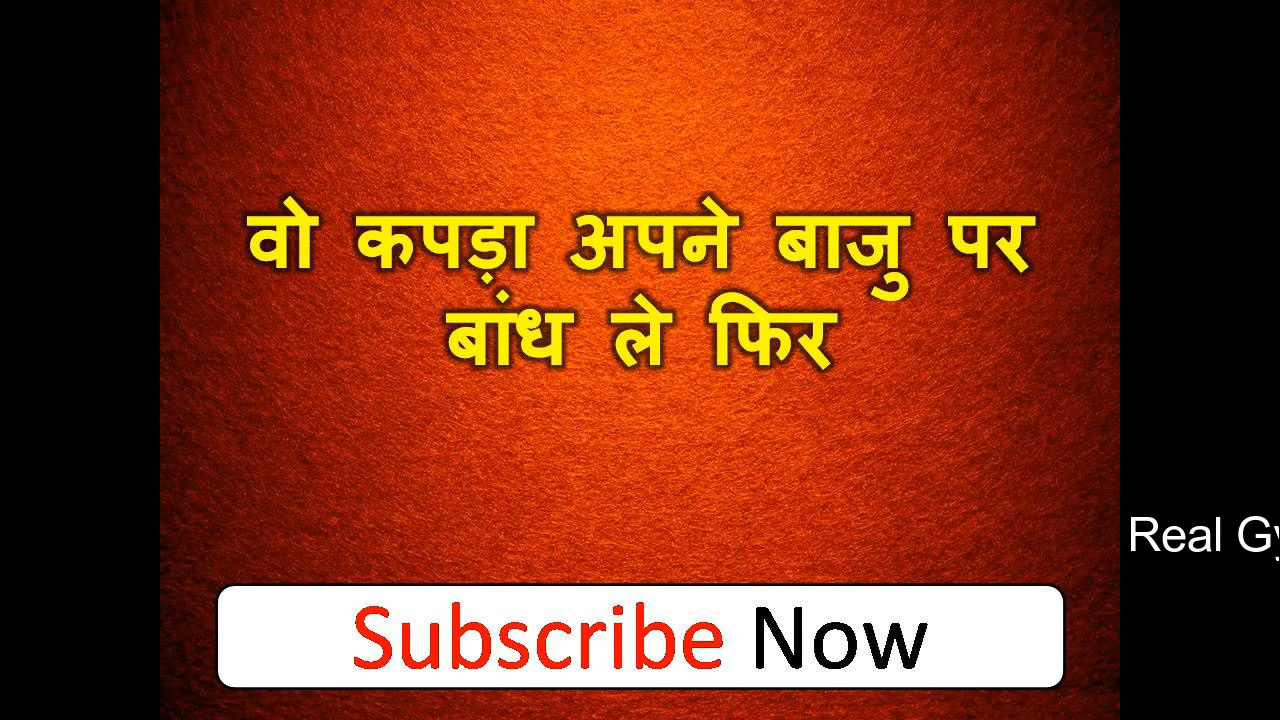 वो कपड़ा अपने बाजु पर
बांध ले फिर
Real
Subscribe Now